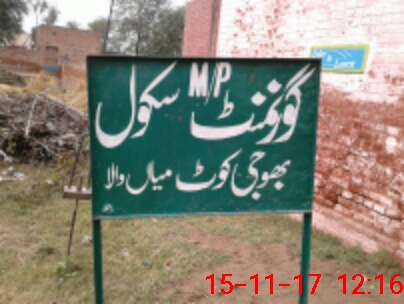 گورنمنٹ M/P سکول
بھوجی کوٹ میاں والا
15-11-17 12:16